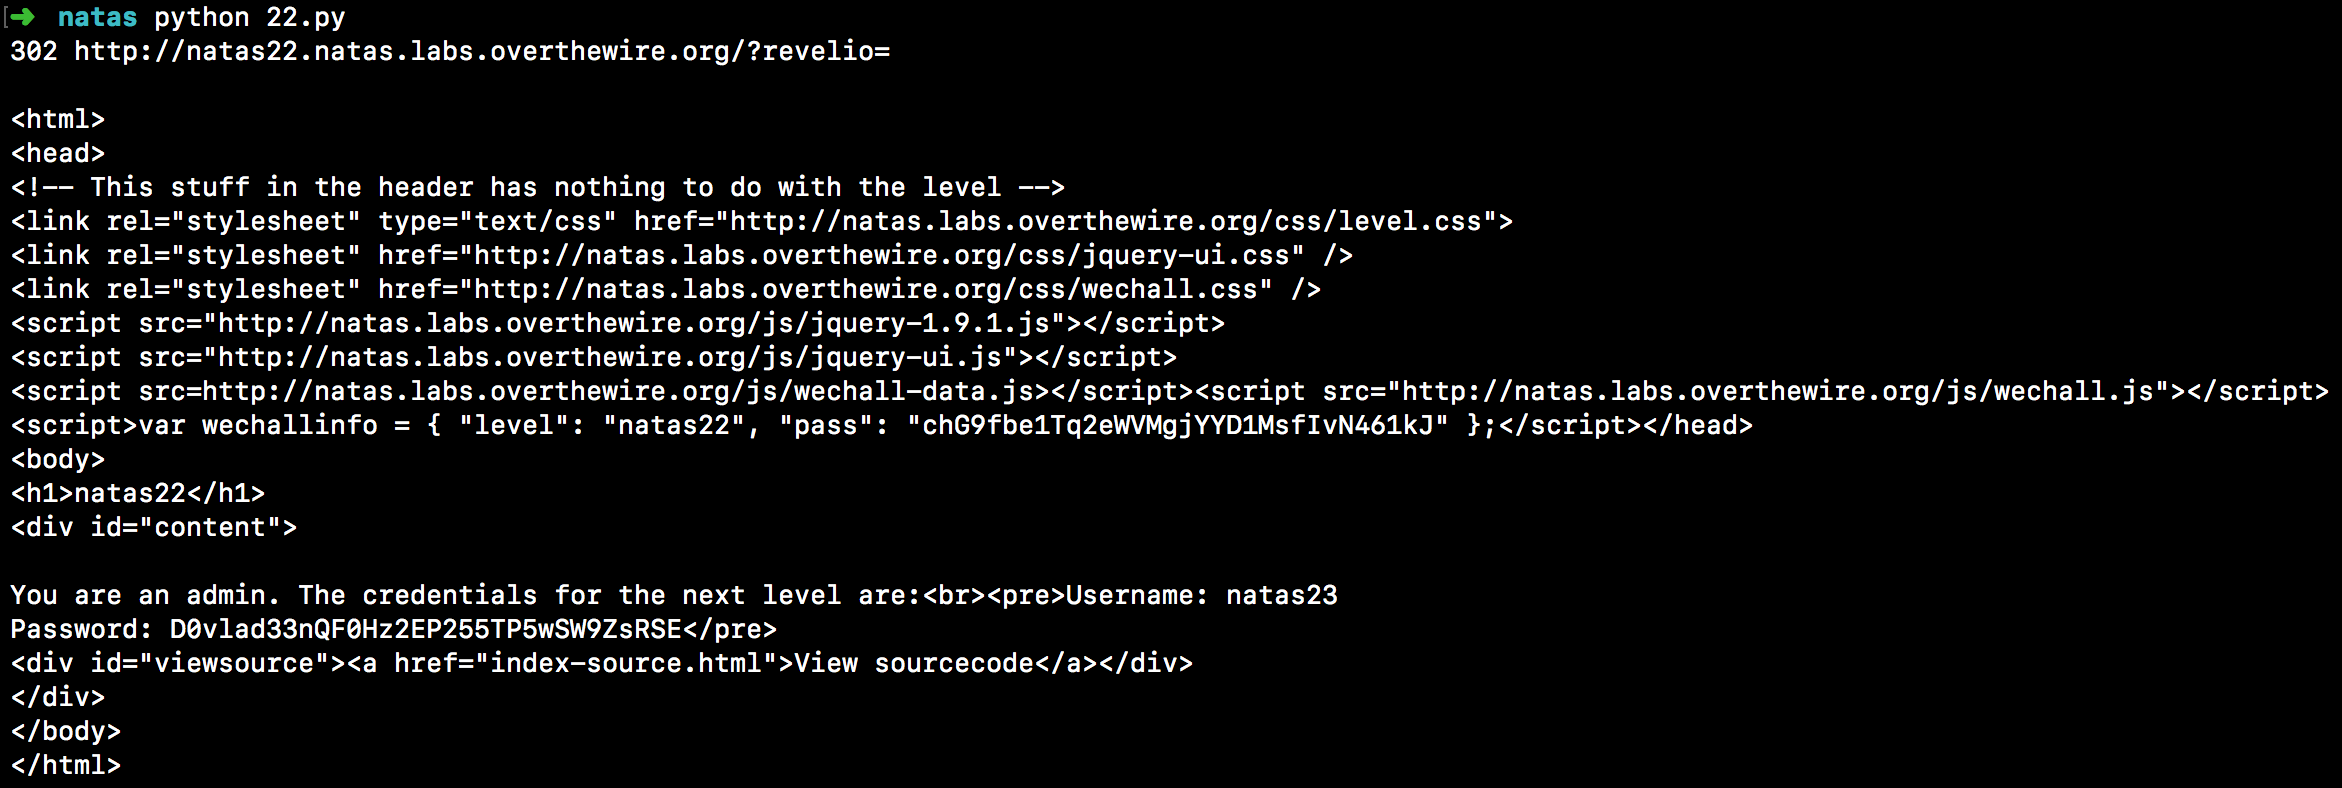 ➜ natas python 22.py
302 http://natas22.natas.labs.overthewire.org/?revelio=
<html>
<head>
<!-- This stuff in the header has nothing to do with the level -->
<link rel="stylesheet" type="text/css" href="http://natas.labs.overthewire.org/css/level.css">
<link rel="stylesheet" href="http://natas.labs.overthewire.org/css/jquery-ui.css" />
<link rel="stylesheet" href="http://natas.labs.overthewire.org/css/wechall.css" />
<script src="http://natas.labs.overthewire.org/js/jquery-1.9.1.js"></script>
<script src="http://natas.labs.overthewire.org/js/jquery-ui.js"></script>
<script src=http://natas.labs.overthewire.org/js/wechall-data.js></script><script src="http://natas.labs.overthewire.org/js/wechall.js"></script>
<script>var wechallinfo = { "level": "natas22", "pass": "chG9fbe1Tq2eWVMgjYYD1MsfIvN461kJ" };</script></head>
<body>
<h1>natas22</h1>
<div id="content">
You are an admin. The credentials for the next level are:<br><pre>Username: natas23
Password: D0vlad33nQF0Hz2EP255TP5wSW9ZsRSE</pre>
<div id="viewsource"><a href="index-source.html">View sourcecode</a></div>
</div>
</body>
</html>